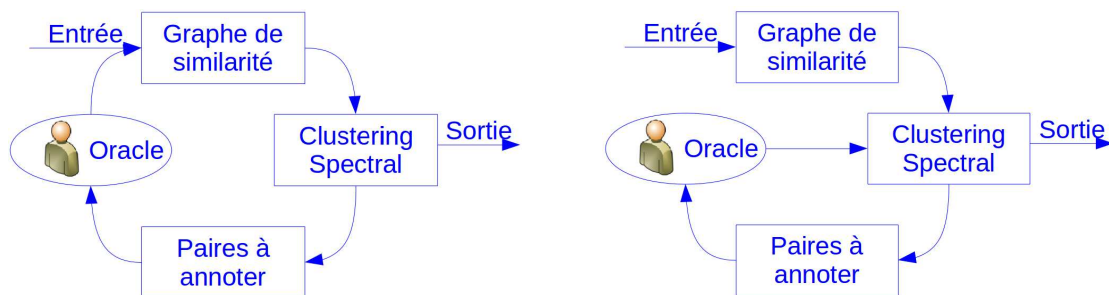 Entrée
Graphe de
similarité
Oracle
Clustering
Spectral
Sortie
Paires à
annoter
Entrée
Graphe de
similarité
Oracle
Clustering
Spectral
Sortie
Paires à
annoter